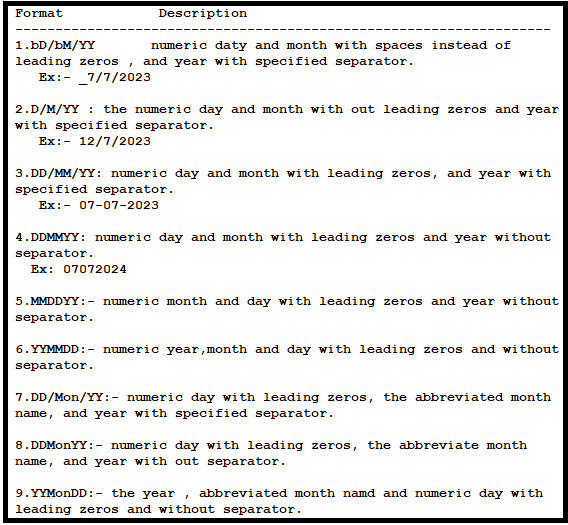 Format Description
-------------------------------------------------------------------
1.bD/bM/YY numeric daty and month with spaces instead of
leading zeros , and year with specified separator.
Ex:- _7/7/2023
2.D/M/YY : the numeric day and month with out leading zeros and year
with specified separator.
Ex:- 12/7/2023
3.DD/MM/YY: numeric day and month with leading zeros, and year with
specified separator.
Ex:- 07-07-2023
4.DDMMYY: numeric day and month with leading zeros and year without
separator.
Ex: 07072024
5.MMDDYY:- numeric month and day with leading zeros and year without
separator.
6.YYMMDD:- numeric year,month and day with leading zeros and without
separator.
7.DD/Mon/YY:- numeric day with leading zeros, the abbreviated month
name, and year with specified separator.
8.DDMonYY:- numeric day with leading zeros, the abbreviate month
name, and year with out separator.
9.YYMonDD:- the year , abbreviated month namd and numeric day with
leading zeros and without separator.